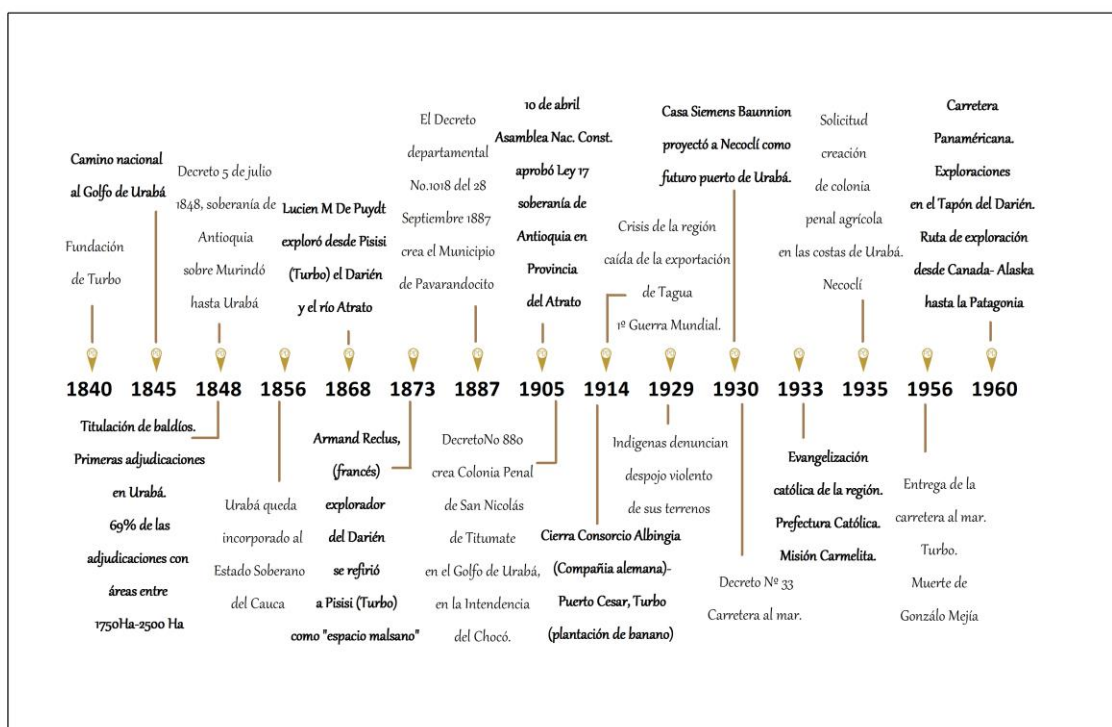 Fundación
de Turbo
Camino nacional
al Golfo de Urabá
Decreto 5 de julio
1848, soberanía de
Antioquia
sobre Murindó
hasta Urabá
Lucien M De Puydt
exploró desde Pisisi
(Turbo) el Darién
y el río Atrato
El Decreto
departamental
No.1018 del 28
Septiembre 1887
crea el Municipio
de Pavarandocito
10 de abril
Asamblea Nac. Const.
aprobó Ley 17
soberanía de
Antioquia en
Provincia
del Atrato
Crisis de la región
caída de la exportación
de Tagua
1º Guerra Mundial.
Casa Siemens Baunnion
proyectó a Necoclí como
futuro puerto de Urabá.
Solicitud
creación
de colonia
penal agrícola
en las costas de Urabá.
Necoclí
Carretera
Panaméricana.
Exploraciones
en el Tapón del Darién.
Ruta de exploración
desde Canada- Alaska
hasta la Patagonia
1840 1845 1848 1856 1868 1873 1887 1905 1914 1929 1930 1933 1935 1956 1960
Titulación de baldíos.
Primeras adjudicaciones
en Urabá.
69% de las
adjudicaciones con
áreas entre
1750Ha-2500 Ha
Urabá queda
incorporado al
Estado Soberano
del Cauca
Armand Reclus,
(francés)
explorador
del Darién
se refirió
a Pisisi (Turbo)
como "espacio malsano"
DecretoNo 880
crea Colonia Penal
de San Nicolás
de Titumate
en el Golfo de Urabá,
en la Intendencia
del Chocó.
Cierra Consorcio Albingia
(Compañia alemana)-
Puerto Cesar, Turbo
(plantación de banano)
Indigenas denuncian
despojo violento
de sus terrenos
Decreto Nº 33
Carretera al mar.
Evangelización
católica de la región.
Prefectura Católica.
Misión Carmelita.
Entrega de la
carretera al mar.
Turbo.
Muerte de
Gonzálo Mejía